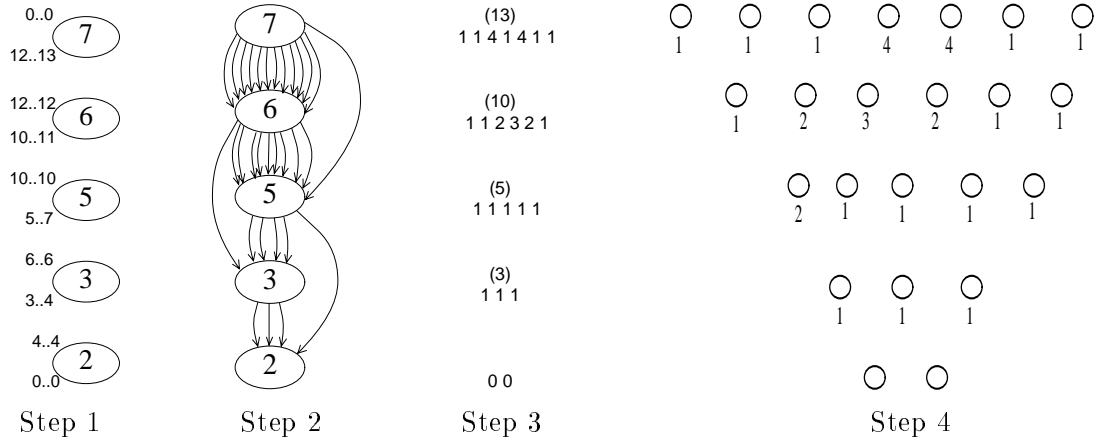 0..0
7
12..13
12..12
6
10..11
10..10
5
5..7
6..6
3
3..4
4..4
2
0..0
Step 1
7
6
5
3
2
Step 2
(13)
1 1 4 1 4 1 1
(10)
1 1 2 3 2 1
(5)
1 1 1 1 1
(3)
1 1 1
0 0
Step 3
1 1 1 4 4 1 1
1 2 3 2 1 1
2 1 1 1 1
1 1 1
Step 4